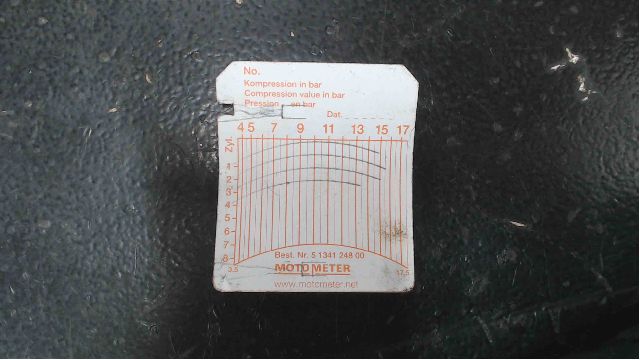 No.
Kompression in bar
Compression value in bar
Pression en bar
Dat.
4 5 7 9 11 13 15 17
Zyl.
1
2
3
4
5
6
7
8
3,5
17,5
Best. Nr. 5 1341 248 00
MOTOMETER
www.motometer.net